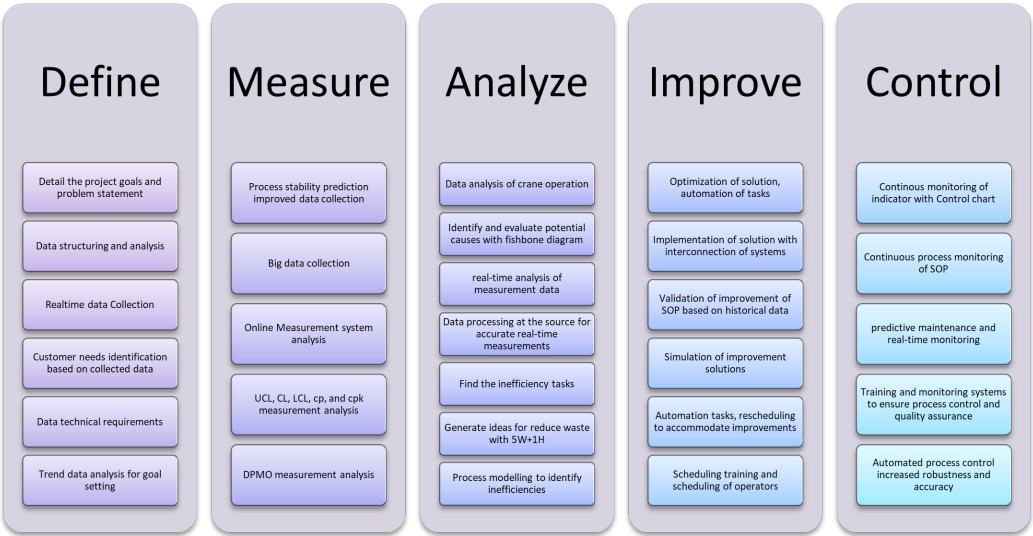 Define
Detail the project goals and
problem statement
Data structuring and analysis
Realtime data Collection
Customer needs identification
based on collected data
Data technical requirements
Trend data analysis for goal
setting
Measure
Process stability prediction
improved data collection
Big data collection
Online Measurement system
analysis
UCL, CL, LCL, cp, and cpk
measurement analysis
DPMO measurement analysis
Analyze
Data analysis of crane operation
Identify and evaluate potential
causes with fishbone diagram
real-time analysis of
measurement data
Data processing at the source for
accurate real-time
measurements
Find the inefficiency tasks
Generate ideas for reduce waste
with 5W+1H
Process modelling to identify
inefficiencies
Improve
Optimization of solution,
automation of tasks
Implementation of solution with
interconnection of systems
Validation of improvement of
SOP based on historical data
Simulation of improvement
solutions
Automation tasks, rescheduling
to accommodate improvements
Scheduling training and
scheduling of operators
Control
Continous monitoring of
indicator with Control chart
Continuous process monitoring
of SOP
predictive maintenance and
real-time monitoring
Training and monitoring systems
to ensure process control and
quality assurance
Automated process control
increased robustness and
accuracy